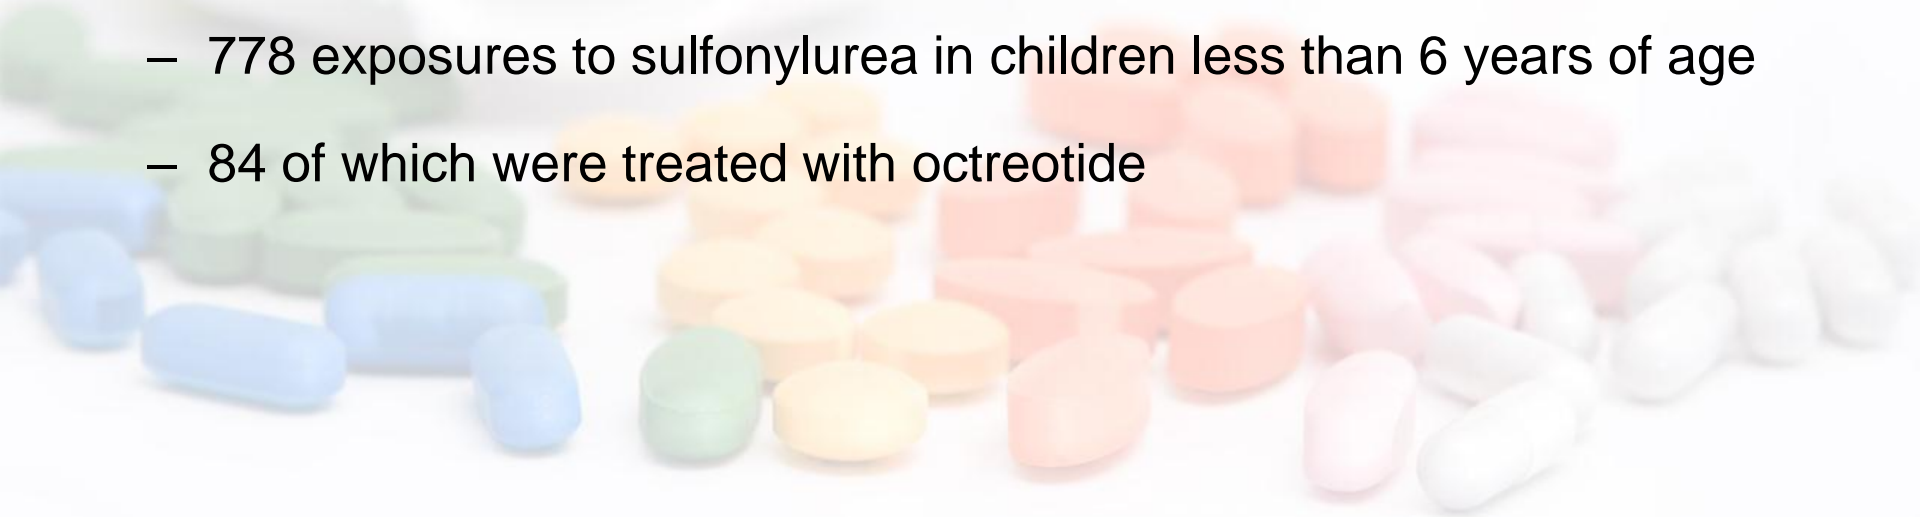 – 778 exposures to sulfonylurea in children less than 6 years of age
– 84 of which were treated with octreotide